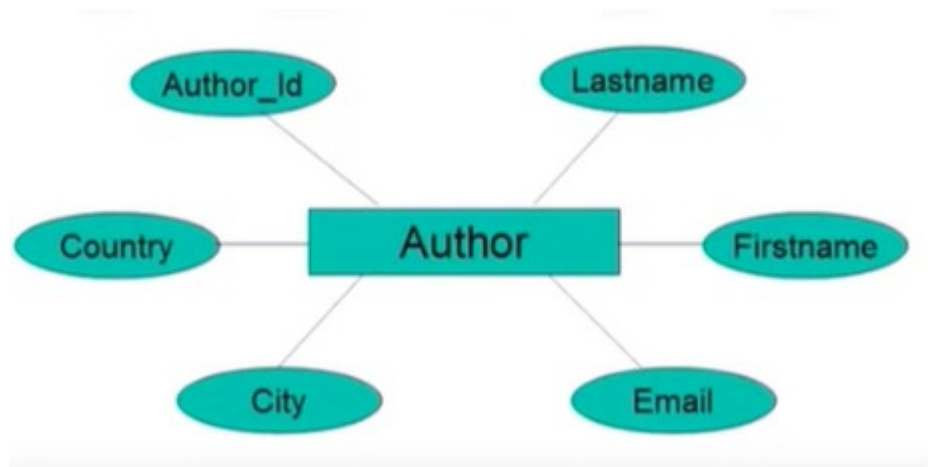 Author_Id
Lastname
Country
Author
Firstname
City
Email